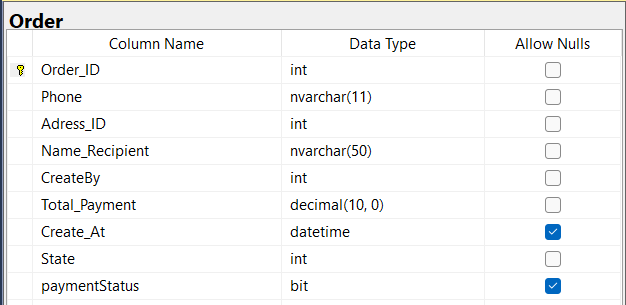 Order
Column Name Data Type Allow Nulls
Order_ID int
Phone nvarchar(11)
Adress_ID int
Name_Recipient nvarchar(50)
CreateBy int
Total_Payment decimal(10, 0)
Create_At datetime
State int
paymentStatus bit